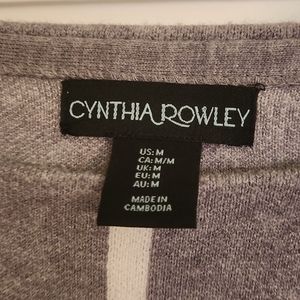 CYNTHIA ROWLEY
US: M
CA: M/M
UK: M
EU: M
AU: M
MADE IN
CAMBODIA